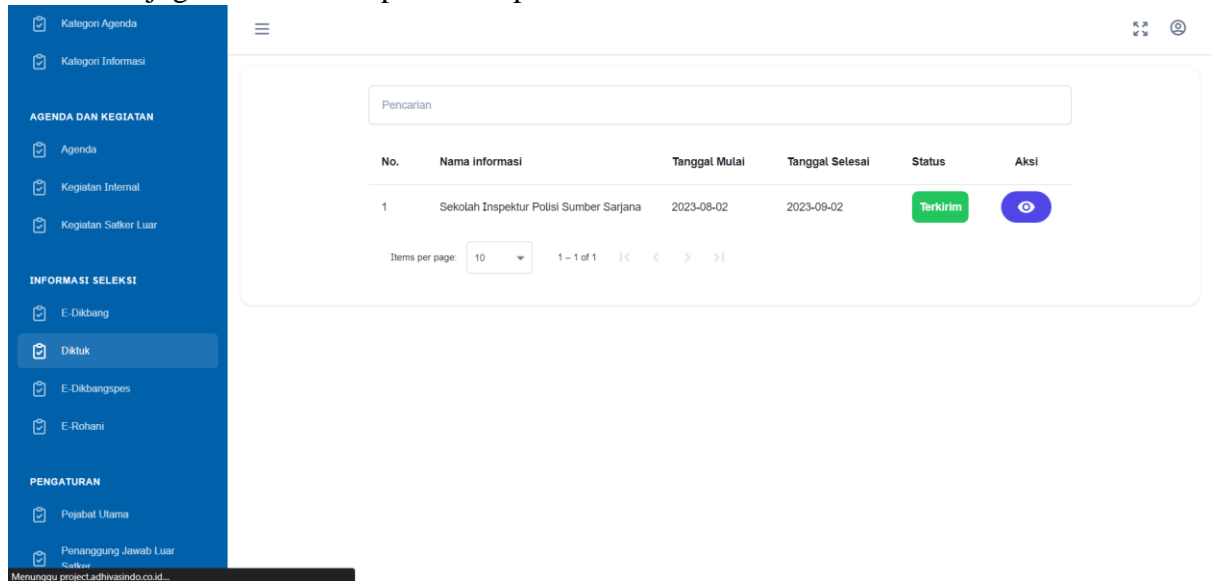 Kategori Agenda
Kategori Informasi
AGENDA DAN KEGIATAN
Agenda
Kegiatan Internal
Kegiatan Satker Luar
INFORMASI SELEKSI
E-Dikbang
Diktuk
E-Dikbangspes
E-Rohani
PENGATURAN
Pejabat Utama
Penanggung Jawab Luar
Satker
Menunggu project.adhivasindo.co.id...
Pencarian
No. Nama informasi Tanggal Mulai Tanggal Selesai Status Aksi
1 Sekolah Inspektur Polisi Sumber Sarjana 2023-08-02 2023-09-02 Terkirim
Items per page: 10 1 – 1 of 1 |< < > >|